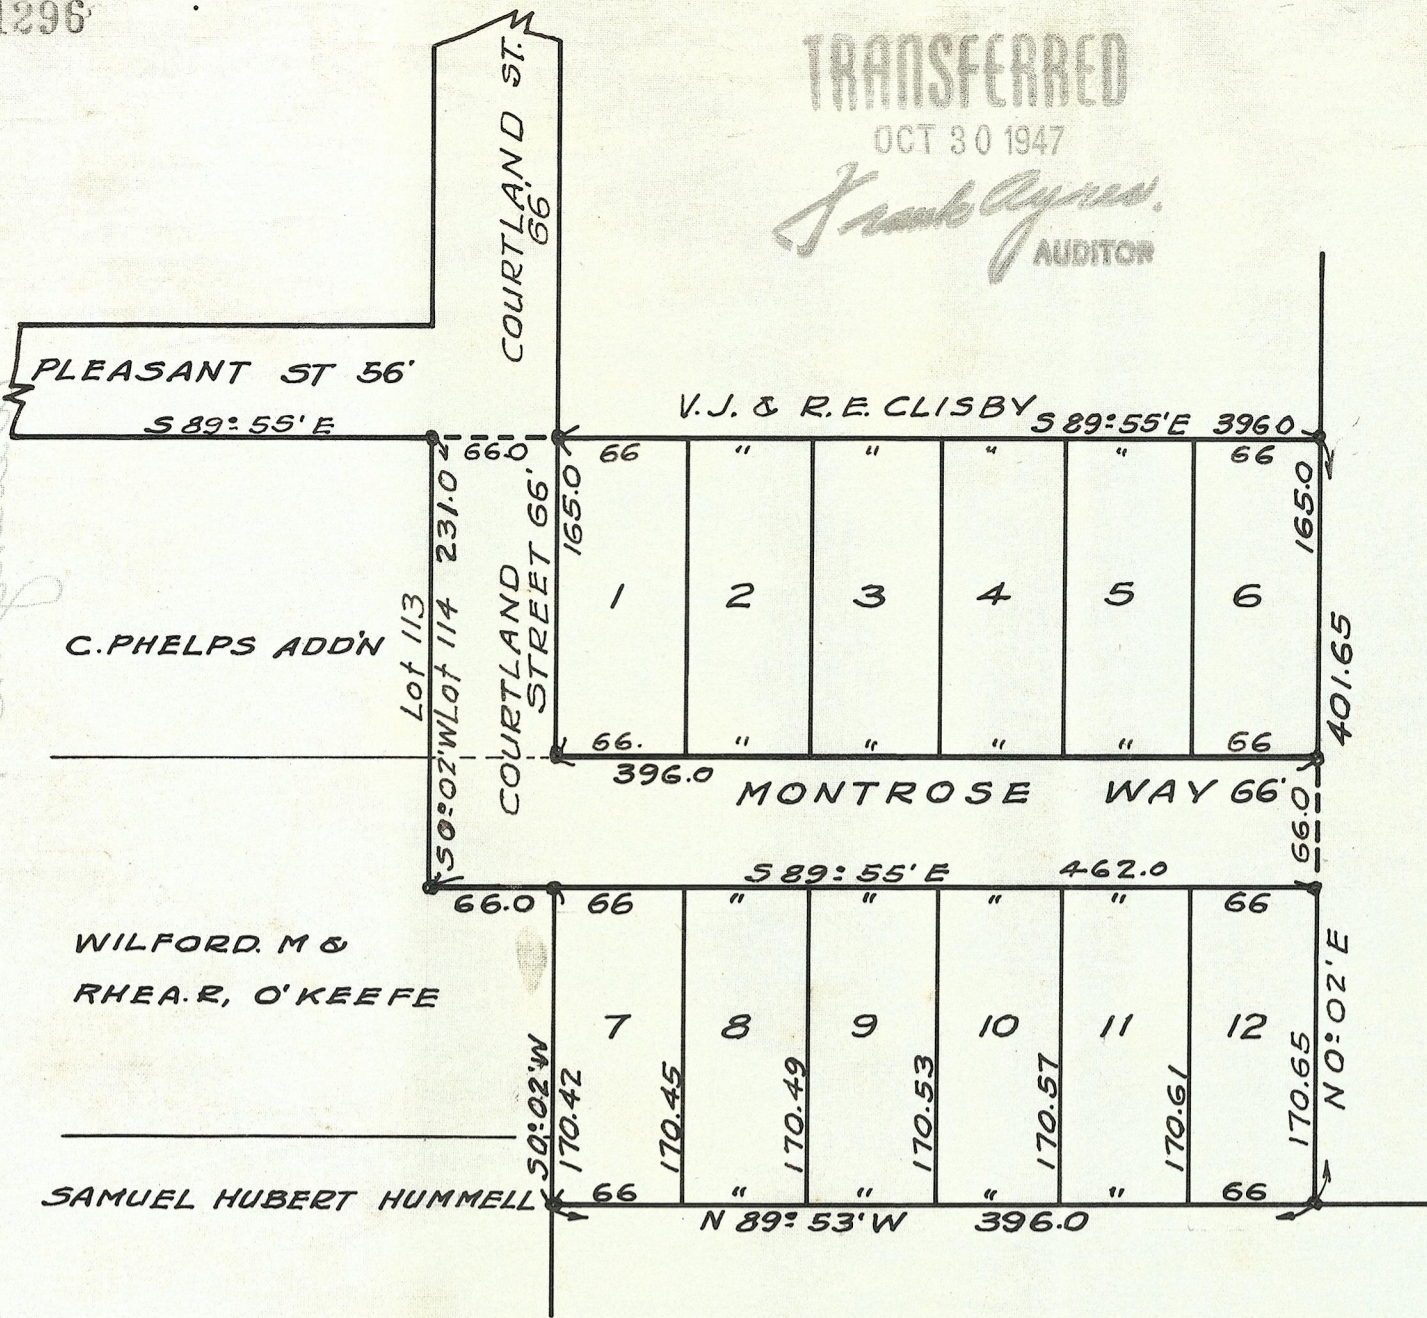 1296
TRANSFERRED
OCT 30 1947
Frank Ayres.
AUDITOR
COURTLAND ST.
66'
PLEASANT ST 56'
S 89° 55' E
V.J. & R.E. CLISBY
S 89° 55' E 396.0
66.0
66 " " " " 66
165.0
165.0
231.0
Lot 113
Lot 114
S 0° 02' W
COURTLAND
STREET 66'
1 2 3 4 5 6
C. PHELPS ADD'N
401.65
66. " " " " 66
396.0
MONTROSE WAY 66'
66.0
S 89° 55' E 462.0
66.0
66 " " " " 66
WILFORD. M &
RHEA. R, O'KEEFE
7 8 9 10 11 12
N 0° 02' E
S 0° 02' W
170.42 170.45 170.49 170.53 170.57 170.61 170.65
SAMUEL HUBERT HUMMELL
66 " " " " 66
N 89° 53' W 396.0